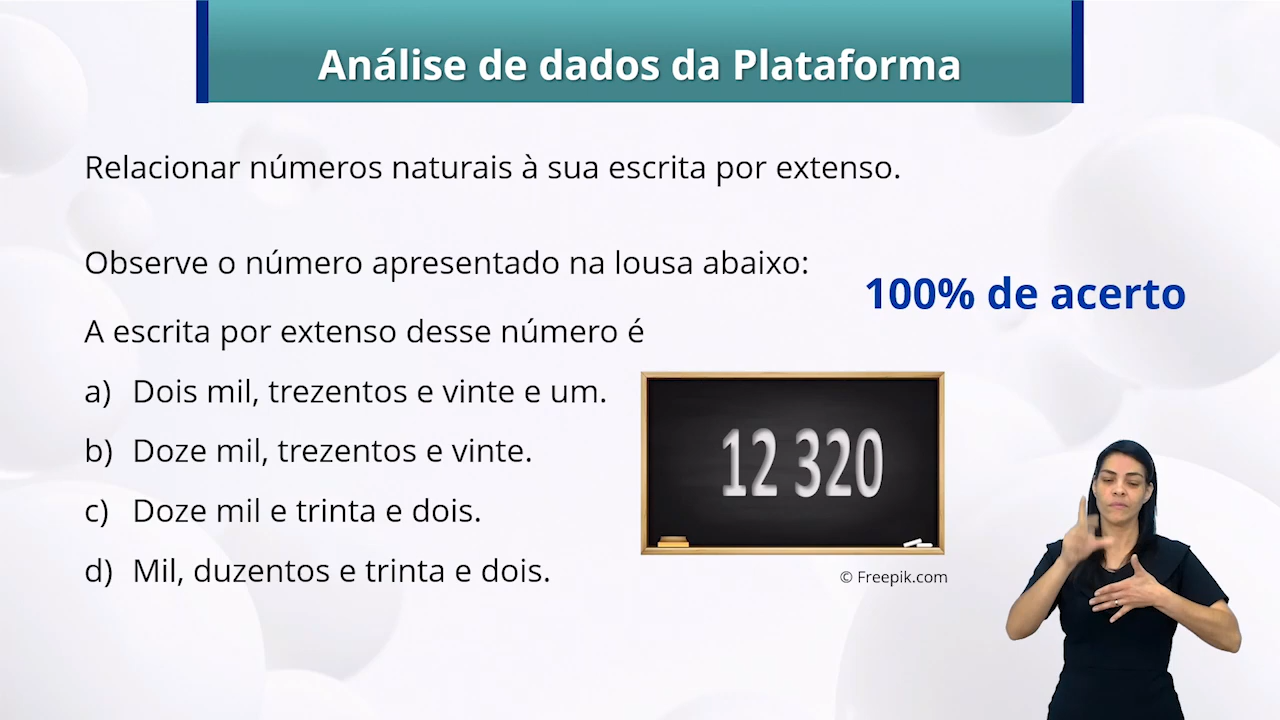 Análise de dados da Plataforma
Relacionar números naturais à sua escrita por extenso.
Observe o número apresentado na lousa abaixo:
100% de acerto
A escrita por extenso desse número é
a) Dois mil, trezentos e vinte e um.
b) Doze mil, trezentos e vinte.
c) Doze mil e trinta e dois.
d) Mil, duzentos e trinta e dois.
12 320
© Freepik.com